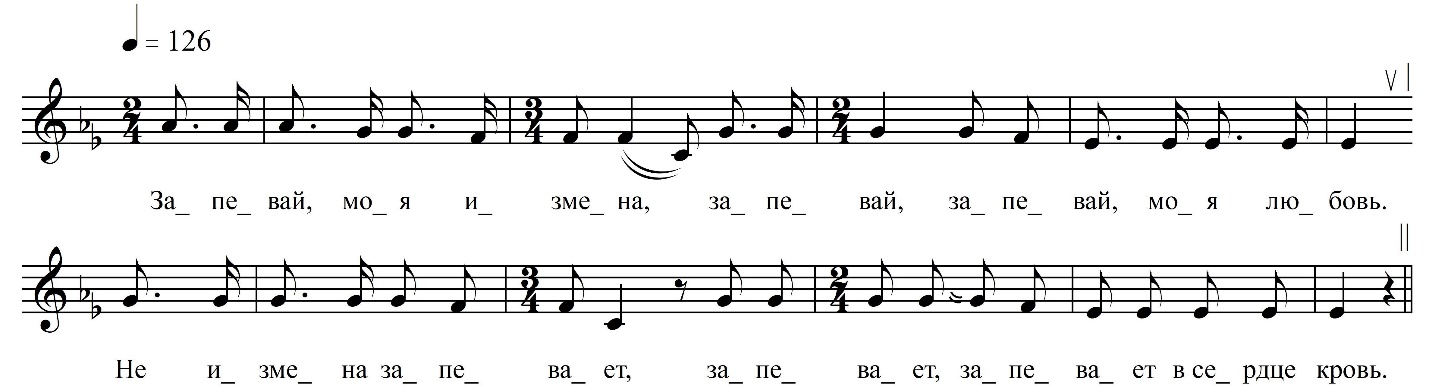 = 126
За_ пе_ вай, мо_ я и_ зме_ на, за_ пе_ вай, за_ пе_ вай, мо_ я лю_ бовь.
Не и_ зме_ на за_ пе_ ва_ ет, за_ пе_ ва_ ет, за_ пе_ ва_ ет в се_ рдце кровь.